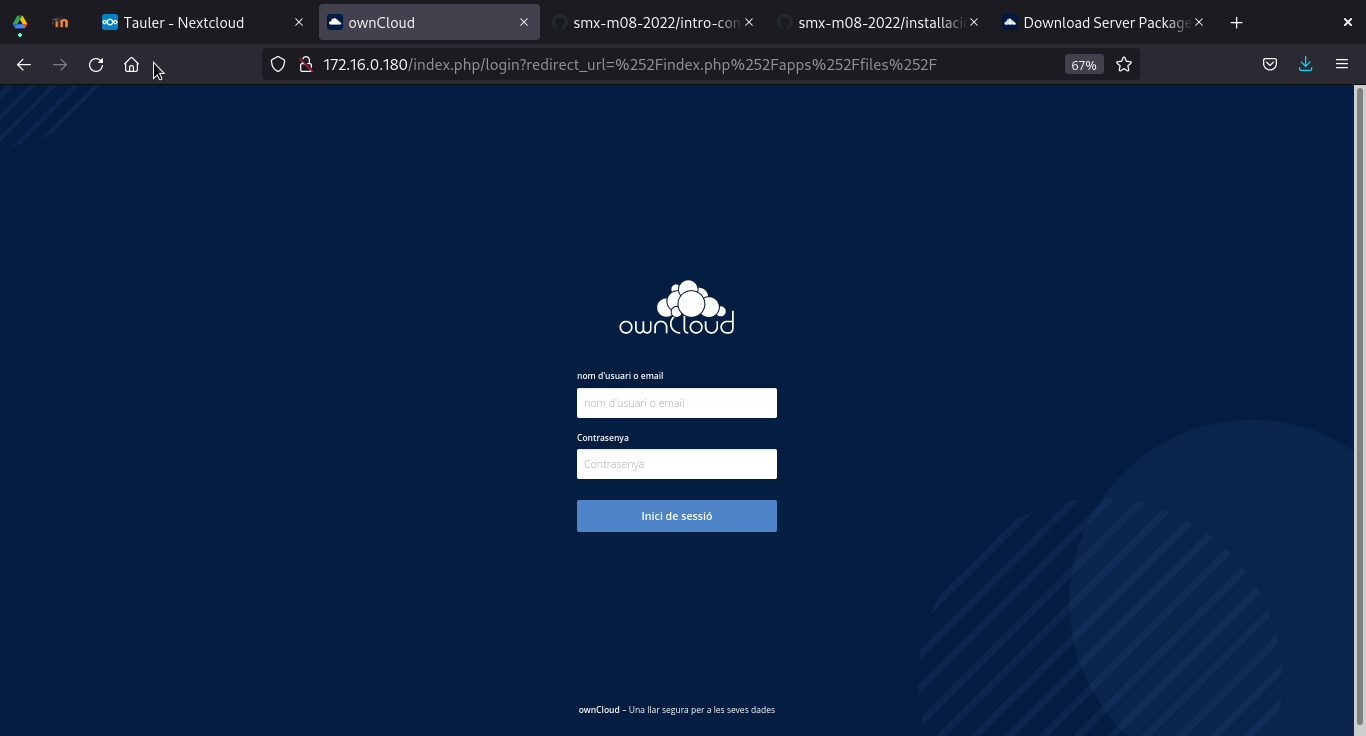 Tauler - Nextcloud
ownCloud
smx-m08-2022/intro-con
smx-m08-2022/installaci
Download Server Package
172.16.0.180/index.php/login?redirect_url=%252Findex.php%252Fapps%252Ffiles%252F
67%
ownCloud
nom d'usuari o email
nom d'usuari o email
Contrasenya
Contrasenya
Inici de sessió
ownCloud – Una llar segura per a les seves dades